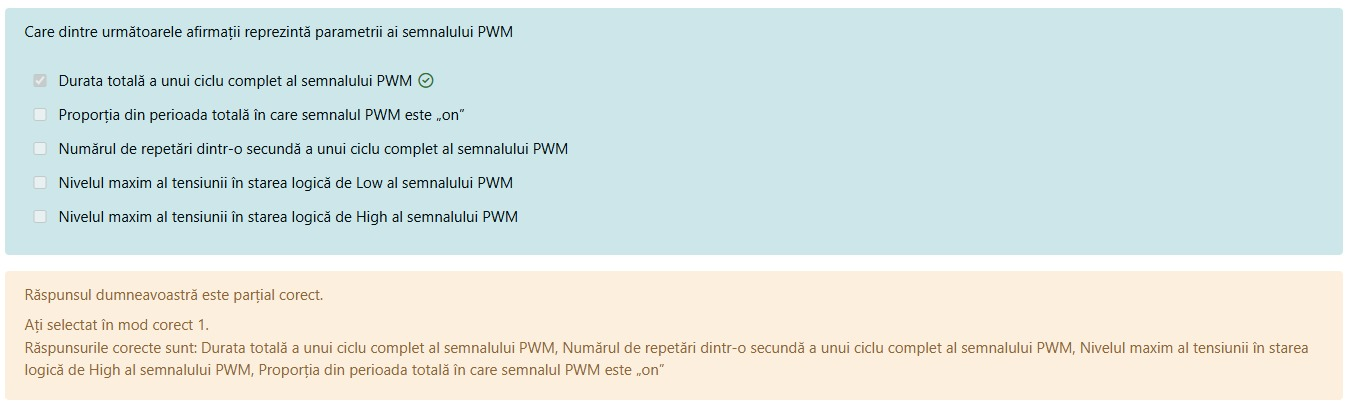 Care dintre următoarele afirmații reprezintă parametrii ai semnalului PWM
Durata totală a unui ciclu complet al semnalului PWM
Proporția din perioada totală în care semnalul PWM este „on”
Numărul de repetări dintr-o secundă a unui ciclu complet al semnalului PWM
Nivelul maxim al tensiunii în starea logică de Low al semnalului PWM
Nivelul maxim al tensiunii în starea logică de High al semnalului PWM
Răspunsul dumneavoastră este parțial corect.
Ați selectat în mod corect 1.
Răspunsurile corecte sunt: Durata totală a unui ciclu complet al semnalului PWM, Numărul de repetări dintr-o secundă a unui ciclu complet al semnalului PWM, Nivelul maxim al tensiunii în starea
logică de High al semnalului PWM, Proporția din perioada totală în care semnalul PWM este „on”